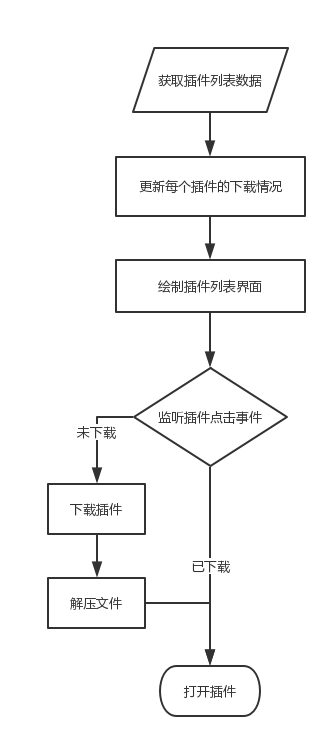 获取插件列表数据
更新每个插件的下载情况
绘制插件列表界面
监听插件点击事件
未下载
下载插件
已下载
解压文件
打开插件